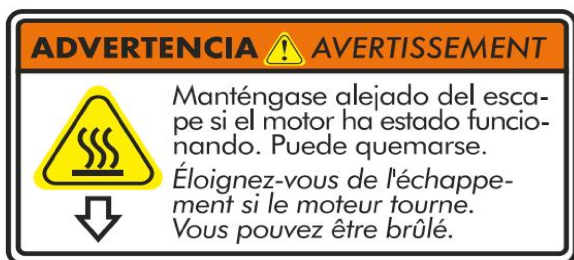 ADVERTENCIA AVERTISSEMENT
Manténgase alejado del esca-
pe si el motor ha estado funcio-
nando. Puede quemarse.
Éloignez-vous de l'échappe-
ment si le moteur tourne.
Vous pouvez être brûlé.